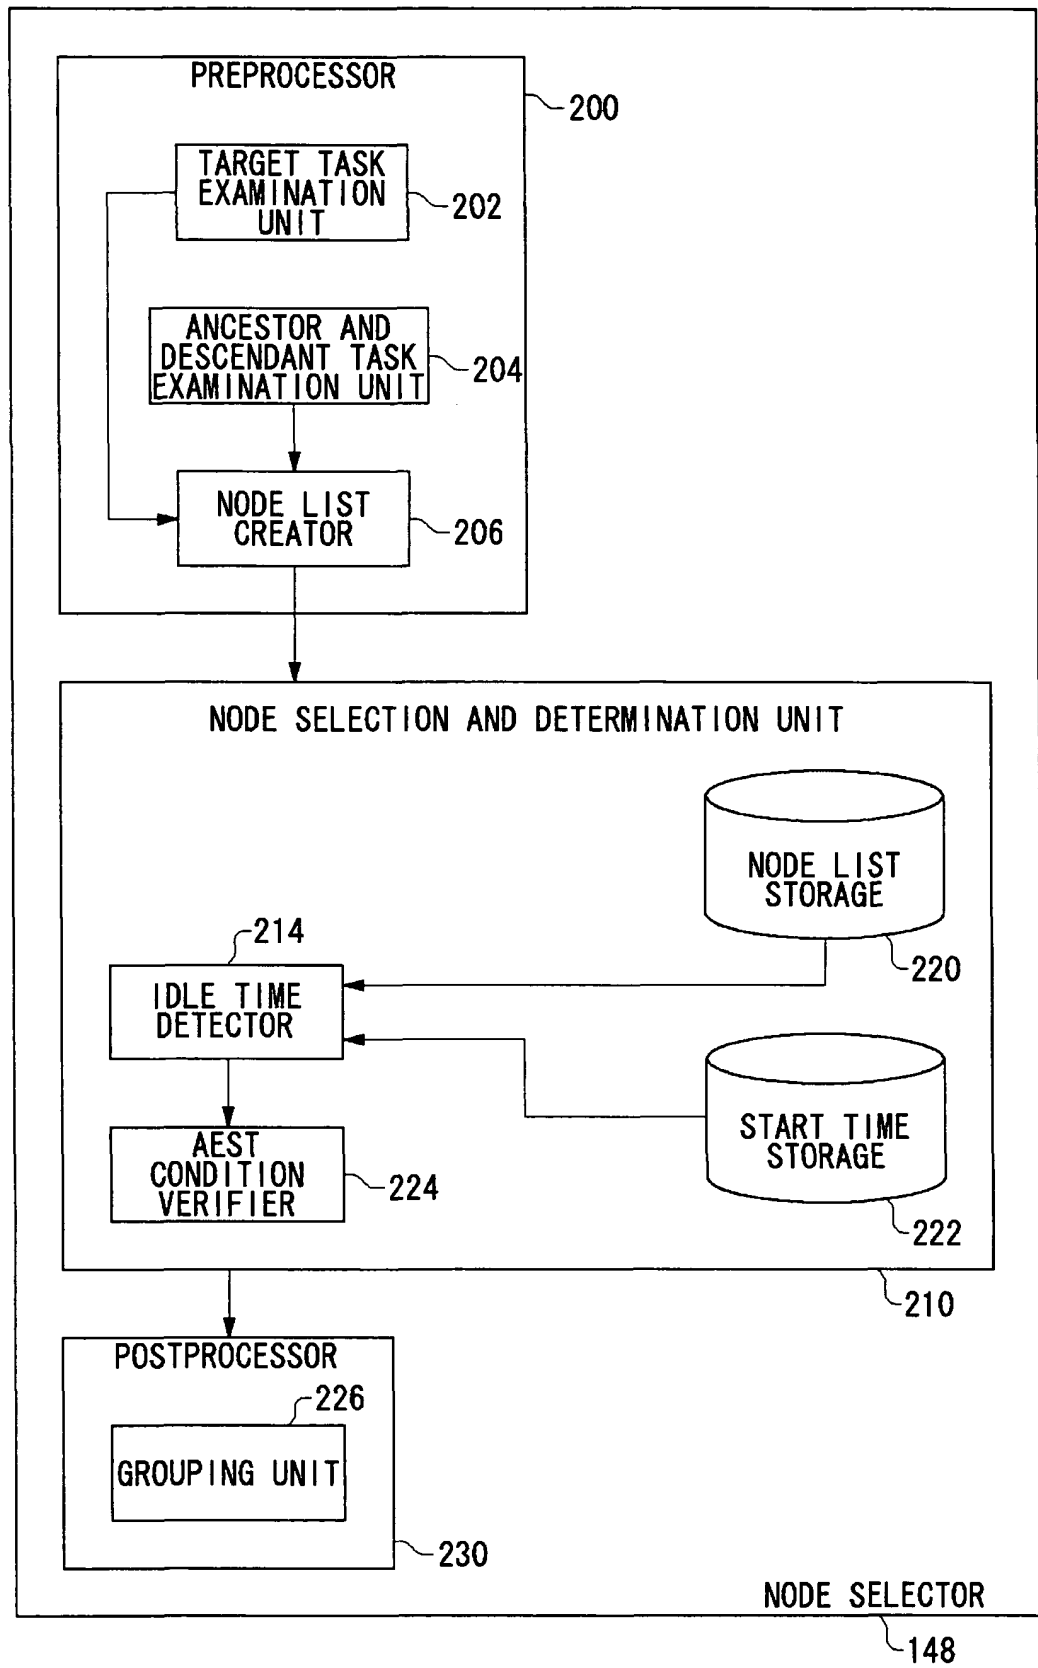 PREPROCESSOR
200
TARGET TASK
EXAMINATION
UNIT
202
ANCESTOR AND
DESCENDANT TASK
EXAMINATION UNIT
204
NODE LIST
CREATOR
206
NODE SELECTION AND DETERMINATION UNIT
NODE LIST
STORAGE
220
214
IDLE TIME
DETECTOR
START TIME
STORAGE
222
AEST
CONDITION
VERIFIER
224
210
POSTPROCESSOR
226
GROUPING UNIT
230
NODE SELECTOR
148